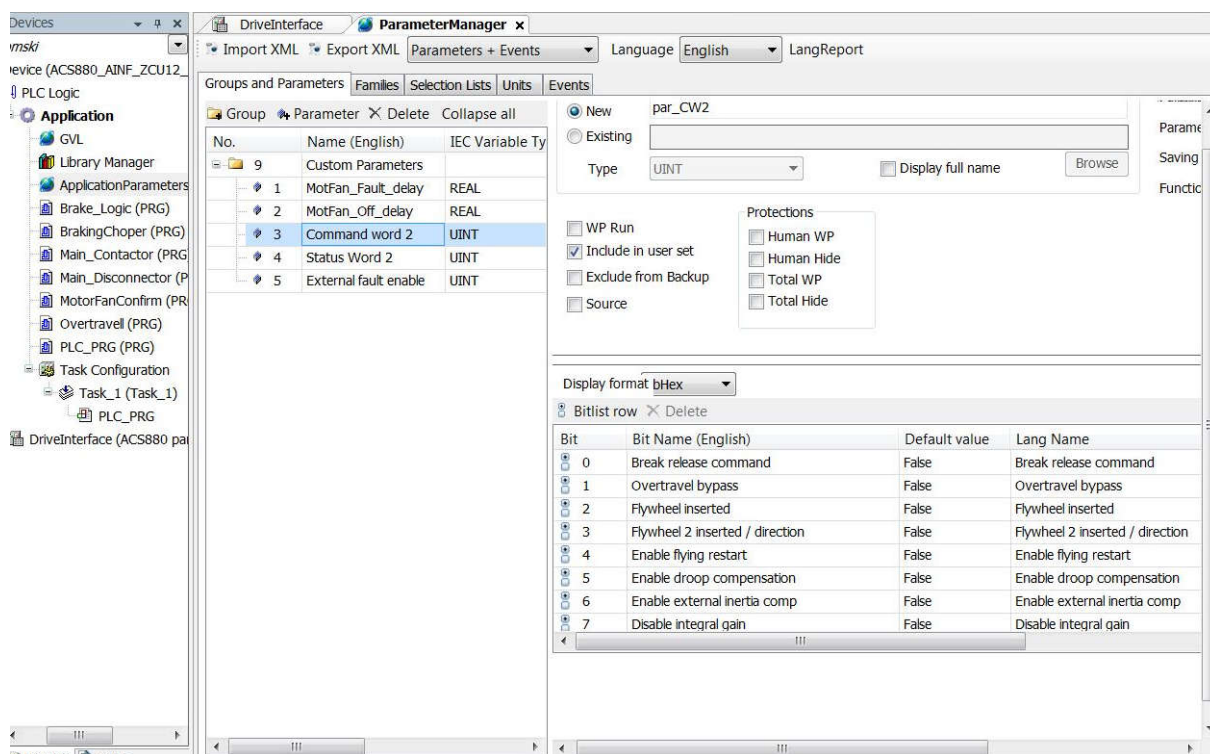 Devices
DriveInterface
ParameterManager x
mski
Import XML Export XML Parameters + Events Language English LangReport
evice (ACS880_AINF_ZCU12_
PLC Logic
Application
GVL
Library Manager
ApplicationParameters
Brake_Logic (PRG)
BrakingChoper (PRG)
Main_Contactor (PRG
Main_Disconnector (P
MotorFanConfirm (PR
Overtravell (PRG)
PLC_PRG (PRG)
Task Configuration
Task_1 (Task_1)
PLC_PRG
DriveInterface (ACS880 pa
Groups and Parameters Families Selection Lists Units Events
Group Parameter Delete Collapse all
No. Name (English) IEC Variable Ty
9 Custom Parameters
1 MotFan_Fault_delay REAL
2 MotFan_Off_delay REAL
3 Command word 2 UINT
4 Status Word 2 UINT
5 External fault enable UINT
New par_CW2
Existing
Type UINT Display full name Browse
Parame
Saving
Functic
WP Run
Include in user set
Exclude from Backup
Source
Protections
Human WP
Human Hide
Total WP
Total Hide
Display format bHex
Bitlist row Delete
Bit Bit Name (English) Default value Lang Name
0 Break release command False Break release command
1 Overtravel bypass False Overtravel bypass
2 Flywheel inserted False Flywheel inserted
3 Flywheel 2 inserted / direction False Flywheel 2 inserted / direction
4 Enable flying restart False Enable flying restart
5 Enable droop compensation False Enable droop compensation
6 Enable external inertia comp False Enable external inertia comp
7 Disable integral gain False Disable integral gain